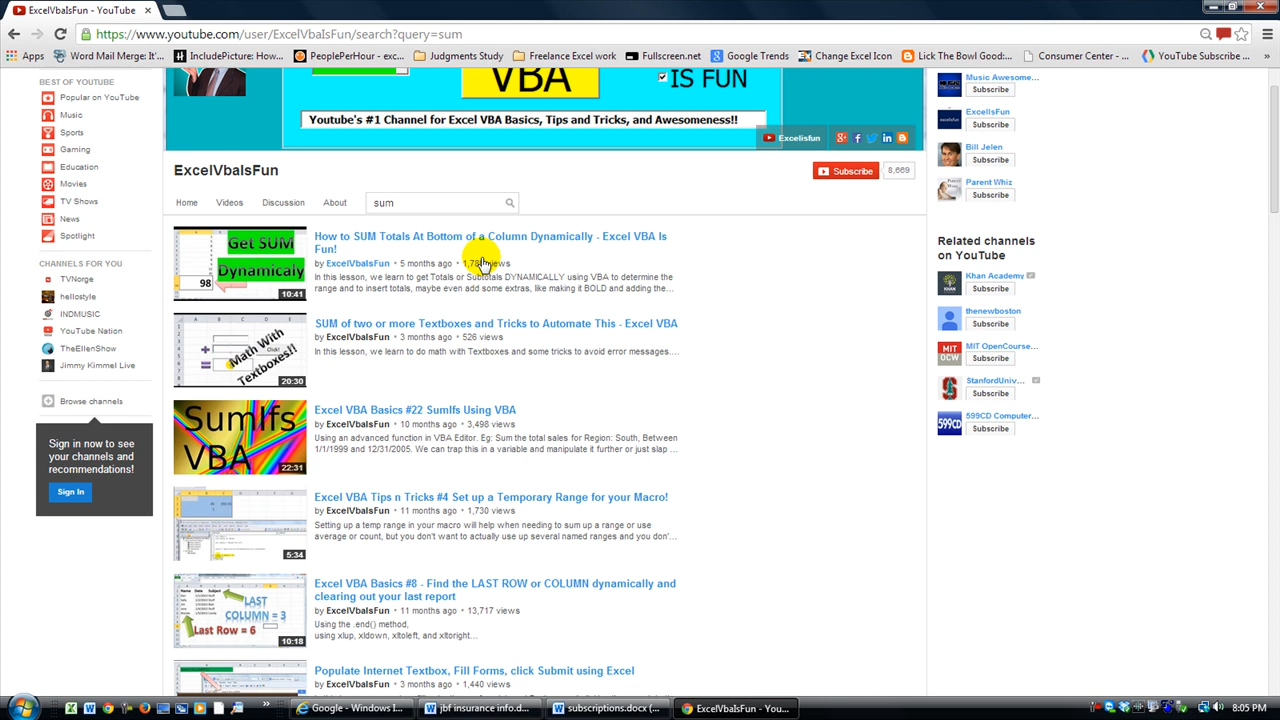 ExcelVbaIsFun - YouTube
https://www.youtube.com/user/ExcelVbaIsFun/search?query=sum
Apps
Word Mail Merge: I...
IncludePicture: How ...
PeoplePerHour - exc...
Judgments Study
Freelance Excel work
Fullscreen.net
Google Trends
Change Excel Icon
Lick The Bowl Good:...
Consumer Center - ...
YouTube Subscribe ...
BEST OF YOUTUBE
Popular on YouTube
Music
Sports
Gaming
Education
Movies
TV Shows
News
Spotlight
CHANNELS FOR YOU
TVNorge
hellostyle
INDMUSIC
YouTube Nation
TheEllenShow
Jimmy Kimmel Live
Browse channels
Sign in now to see
your channels and
recommendations!
Sign In
VBA
IS FUN
Youtube's #1 Channel for Excel VBA Basics, Tips and Tricks, and Awesomeness!!
Excelisfun
ExcelVbaIsFun
Subscribe
8,669
Home
Videos
Discussion
About
sum
Get SUM
Dynamicaly
98
10:41
How to SUM Totals At Bottom of a Column Dynamically - Excel VBA Is
Fun!
by ExcelVbaIsFun • 5 months ago • views
In this lesson, we learn to get Totals or Subtotals DYNAMICALLY using VBA to determine the
range and to insert totals, maybe even add some extras, like making it BOLD and adding the...
Math With
Textboxes!!
Click!
20:30
SUM of two or more Textboxes and Tricks to Automate This - Excel VBA
by ExcelVbaIsFun • 3 months ago • 526 views
In this lesson, we learn to do math with Textboxes and some tricks to avoid error messages....
SumIfs
VBA
22:31
Excel VBA Basics #22 SumIfs Using VBA
by ExcelVbaIsFun • 10 months ago • 3,498 views
Using an advanced function in VBA Editor. Eg: Sum the total sales for Region: South, Between
1/1/1999 and 12/31/2005. We can trap this in a variable and manipulate it further or just slap ...
5:34
Excel VBA Tips n Tricks #4 Set up a Temporary Range for your Macro!
by ExcelVbaIsFun • 11 months ago • 1,730 views
Setting up a temp range in your macro will help when needing to sum up a range or use
average or count, but you don't want to actually use up several named ranges and you don'...
LAST
COLUMN = 3
Last Row = 6
10:18
Excel VBA Basics #8 - Find the LAST ROW or COLUMN dynamically and
clearing out your last report
by ExcelVbaIsFun • 11 months ago • 13,717 views
Using the .end() method,
using xlup, xldown, xltoleft, and xltoright...
Populate Internet Textbox, Fill Forms, click Submit using Excel
by ExcelVbaIsFun • 3 months ago • 1,440 views
Music Awesome...
Subscribe
ExcelIsFun
Subscribe
Bill Jelen
Subscribe
Parent Whiz
Subscribe
Related channels
on YouTube
Khan Academy
Subscribe
thenewboston
Subscribe
MIT OpenCourse...
Subscribe
StanfordUniv...
Subscribe
599CD Computer...
Subscribe
Google - Windows I...
jbf insurance info.d...
subscriptions.docx (...
ExcelVbaIsFun - You...
8:05 PM